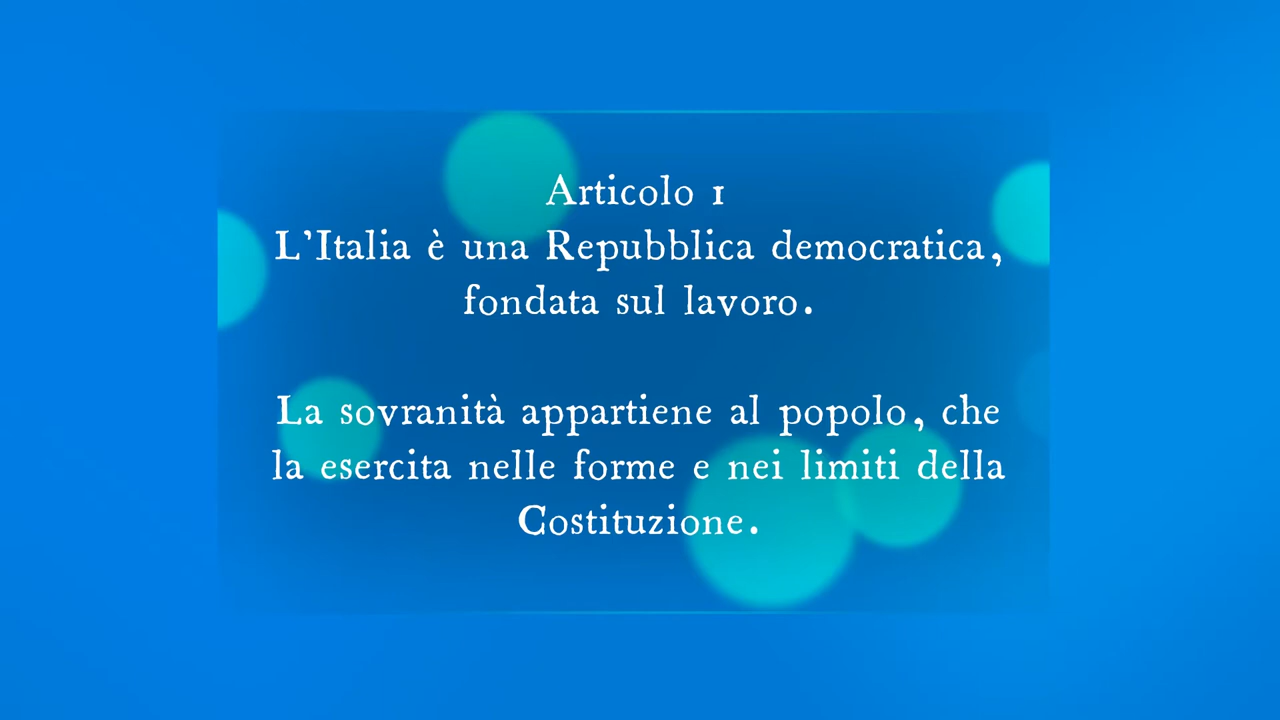 Articolo 1
L'Italia è una Repubblica democratica,
fondata sul lavoro.
La sovranità appartiene al popolo, che
la esercita nelle forme e nei limiti della
Costituzione.